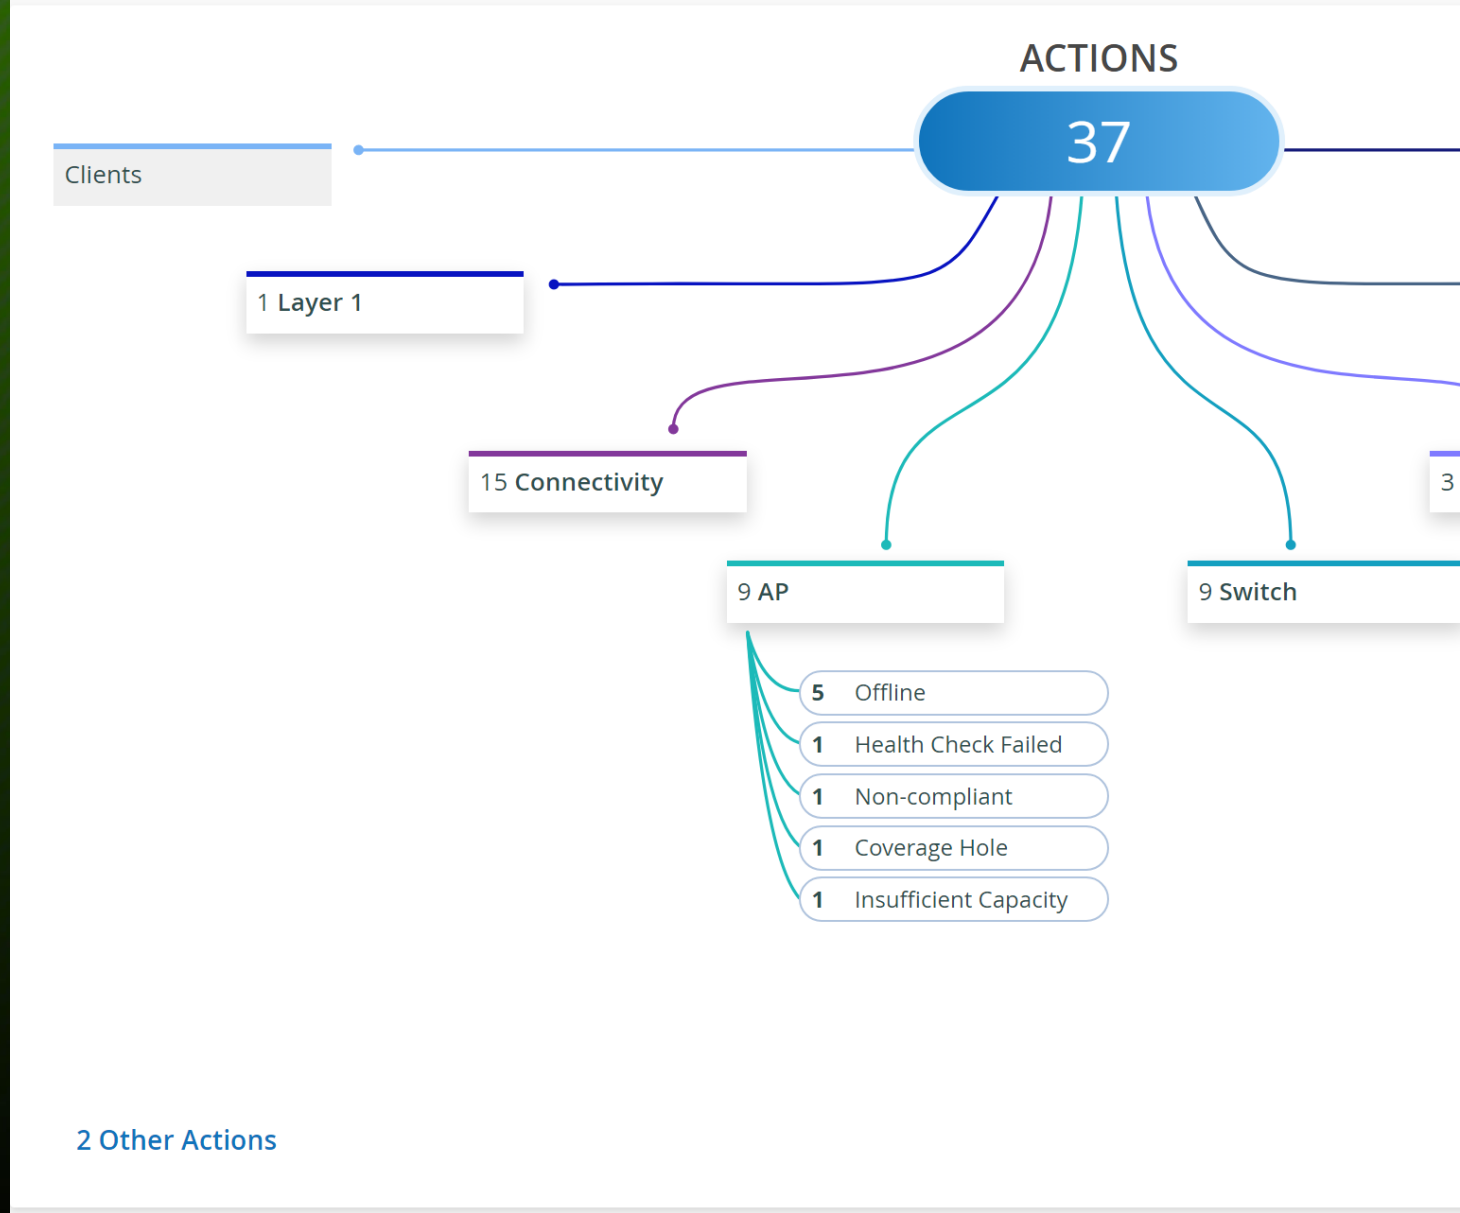 ACTIONS
37
Clients
1 Layer 1
15 Connectivity
3
9 AP
9 Switch
5 Offline
1 Health Check Failed
1 Non-compliant
1 Coverage Hole
1 Insufficient Capacity
2 Other Actions